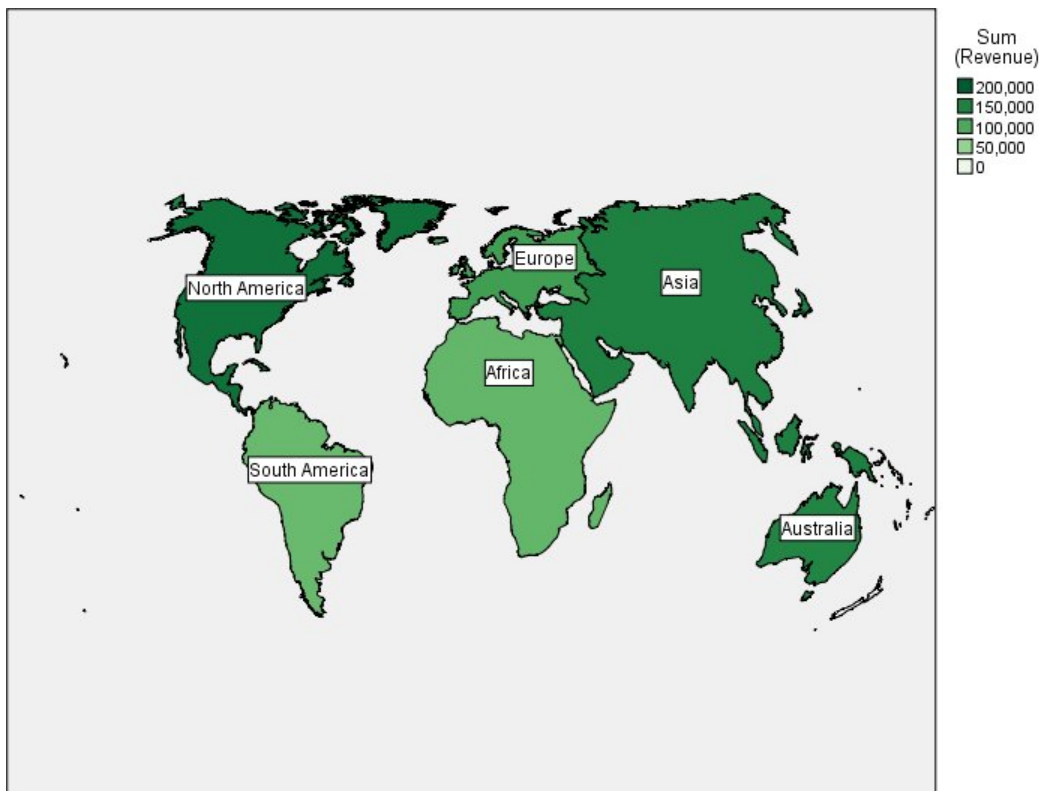 Sum
(Revenue)
200,000
150,000
100,000
50,000
0
Europe
North America
Asia
Africa
South America
Australia